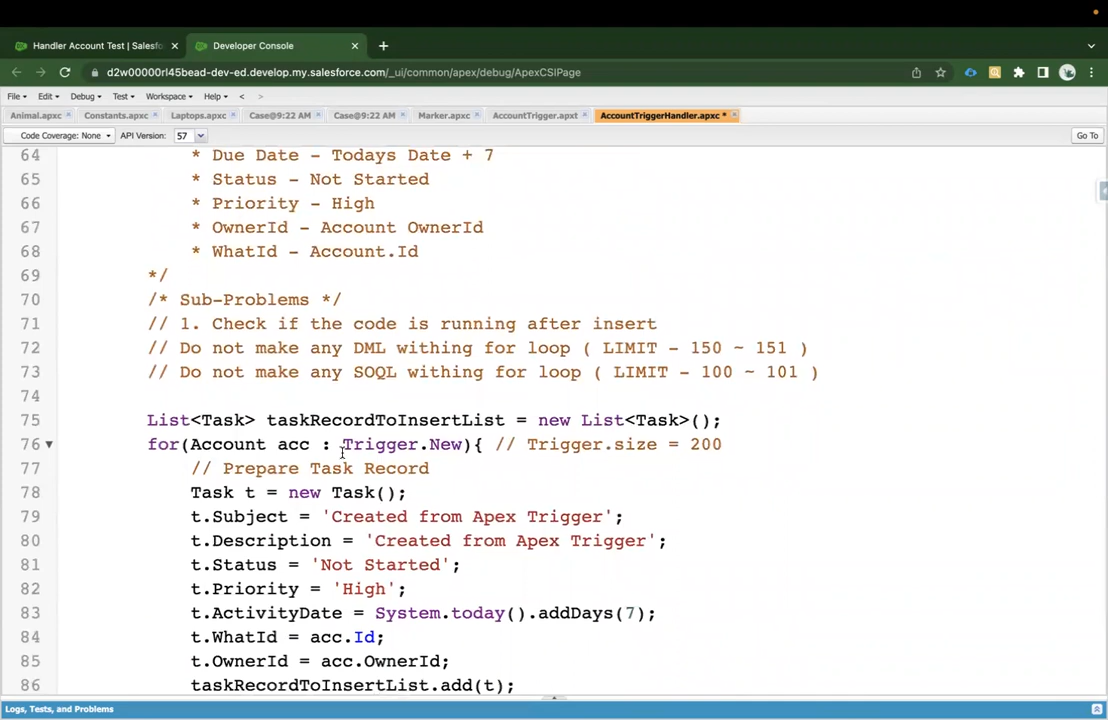 Handler Account Test | Salesfo
Developer Console
d2w00000rl45bead-dev-ed.develop.my.salesforce.com/_ui/common/apex/debug/ApexCSIPage
File Edit Debug Test Workspace Help < >
Animal.apxc Constants.apxc Laptops.apxc Case@9:22 AM Case@9:22 AM Marker.apxc AccountTrigger.apxt AccountTriggerHandler.apxc *
Code Coverage: None API Version: 57 Go To
64 * Due Date - Todays Date + 7
65 * Status - Not Started
66 * Priority - High
67 * OwnerId - Account OwnerId
68 * WhatId - Account.Id
69 */
70 /* Sub-Problems */
71 // 1. Check if the code is running after insert
72 // Do not make any DML withing for loop ( LIMIT - 150 ~ 151 )
73 // Do not make any SOQL withing for loop ( LIMIT - 100 ~ 101 )
74
75 List<Task> taskRecordToInsertList = new List<Task>();
76 for(Account acc : Trigger.New){ // Trigger.size = 200
77 // Prepare Task Record
78 Task t = new Task();
79 t.Subject = 'Created from Apex Trigger';
80 t.Description = 'Created from Apex Trigger';
81 t.Status = 'Not Started';
82 t.Priority = 'High';
83 t.ActivityDate = System.today().addDays(7);
84 t.WhatId = acc.Id;
85 t.OwnerId = acc.OwnerId;
86 taskRecordToInsertList.add(t);
Logs, Tests, and Problems